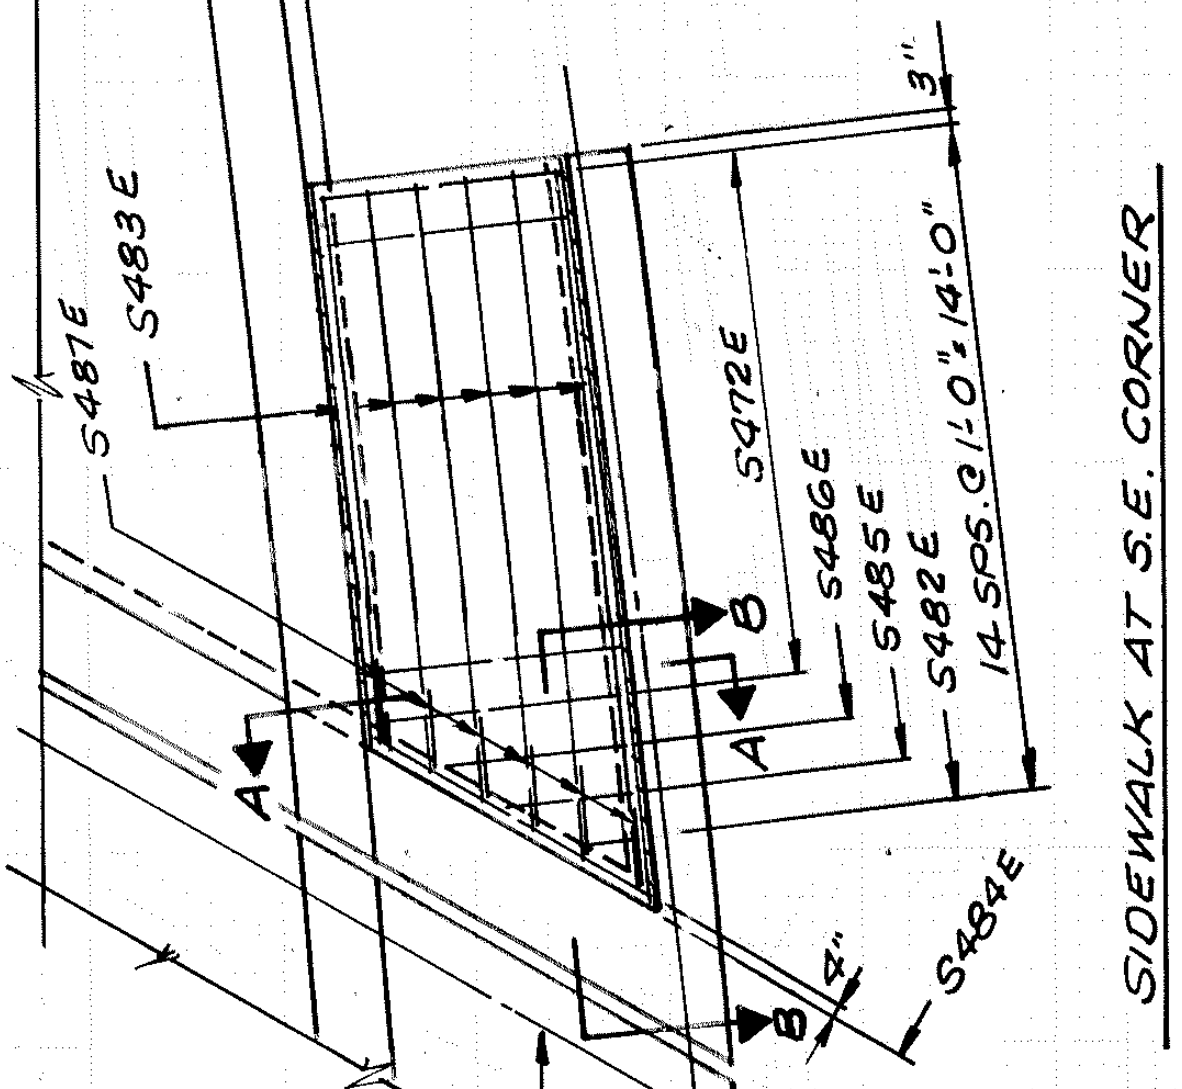 S487E
S483E
3"
S472E
S486E
S485E
S482E
14 SPS. @ 1'-0" = 14'-0"
A
A
B
B
4"
S484E
SIDEWALK AT S.E. CORNER